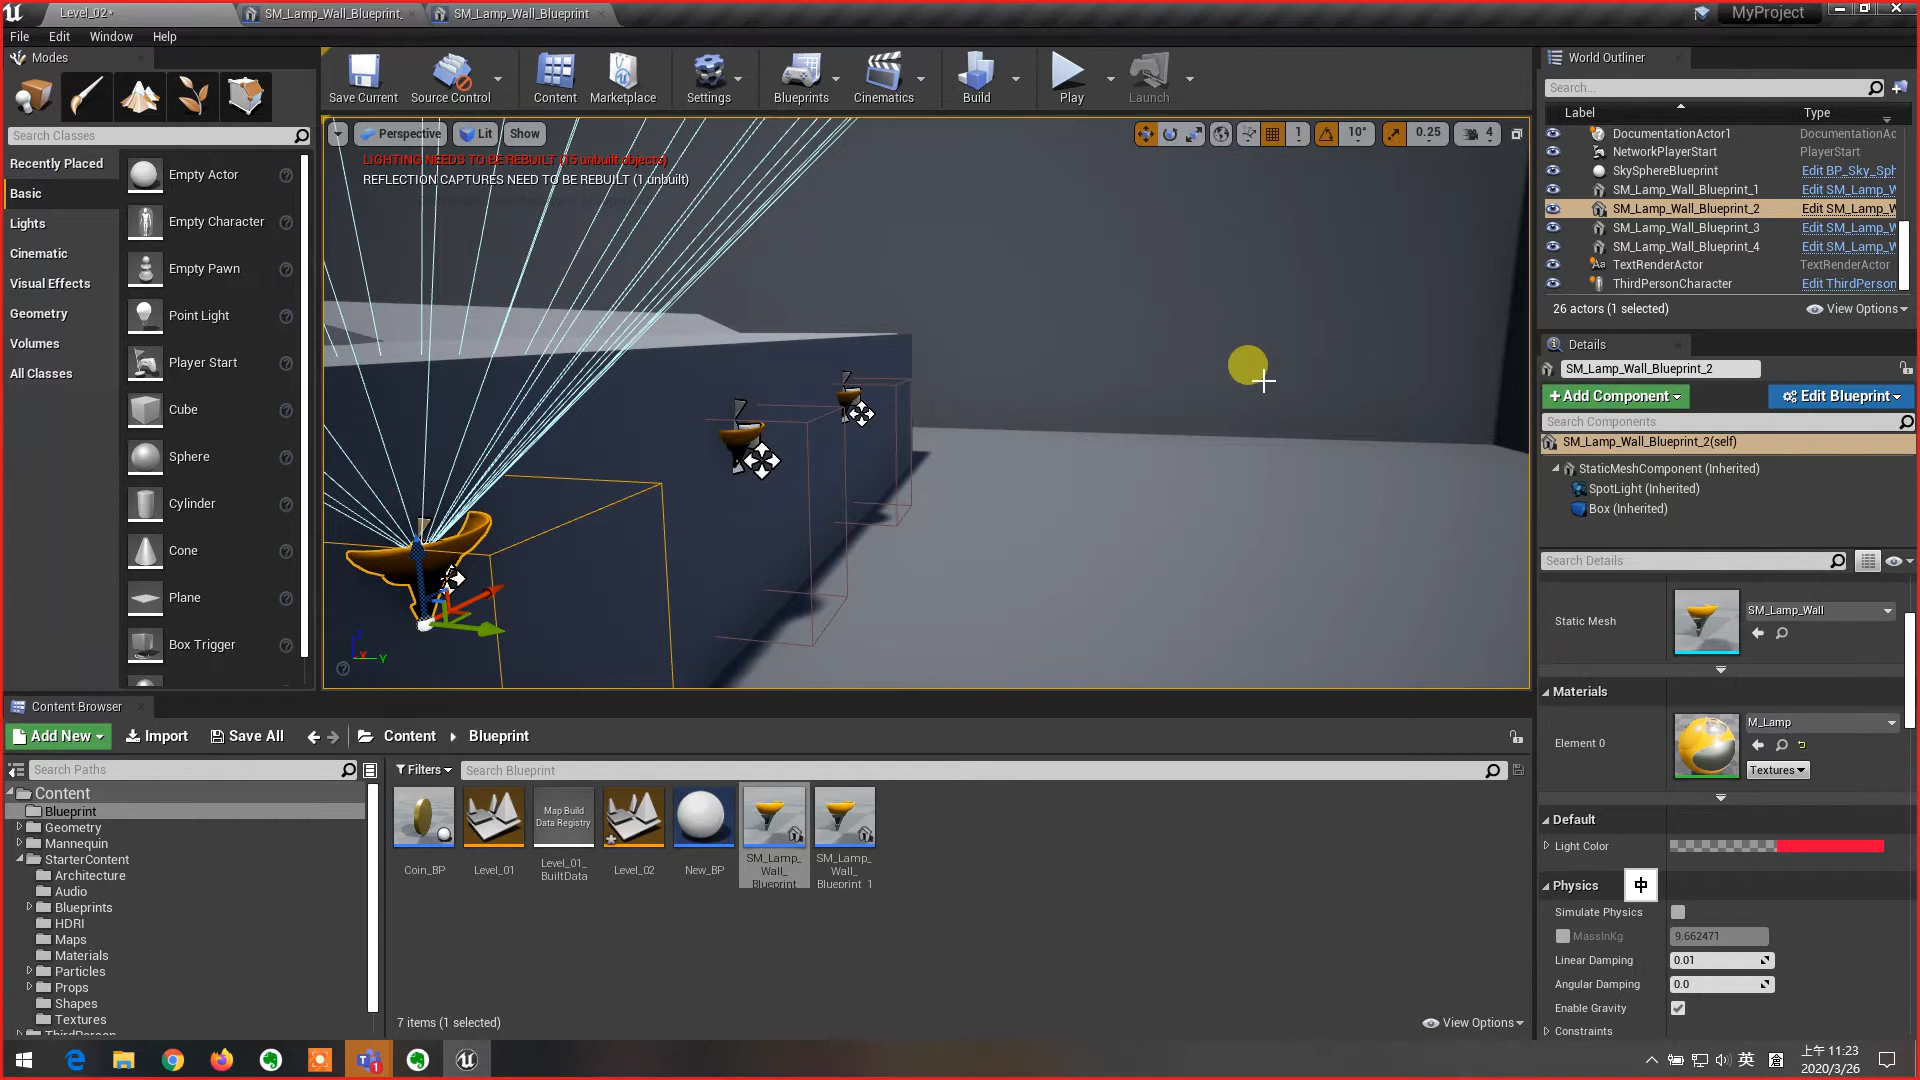 Level_02*
SM_Lamp_Wall_Blueprint_
SM_Lamp_Wall_Blueprint
MyProject
File Edit Window Help
Modes
Search Classes
Recently Placed
Basic
Lights
Cinematic
Visual Effects
Geometry
Volumes
All Classes
Empty Actor
Empty Character
Empty Pawn
Point Light
Player Start
Cube
Sphere
Cylinder
Cone
Plane
Box Trigger
Save Current
Source Control
Content
Marketplace
Settings
Blueprints
Cinematics
Build
Play
Launch
Perspective Lit Show
1 10° 0.25 4
LIGHTING NEEDS TO BE REBUILT (15 unbuilt objects)
REFLECTION CAPTURES NEED TO BE REBUILT (1 unbuilt)
Z
X
Y
World Outliner
Search...
Label Type
DocumentationActor1 DocumentationAc
NetworkPlayerStart PlayerStart
SkySphereBlueprint Edit BP_Sky_Sph
SM_Lamp_Wall_Blueprint_1 Edit SM_Lamp_W
SM_Lamp_Wall_Blueprint_2 Edit SM_Lamp_W
SM_Lamp_Wall_Blueprint_3 Edit SM_Lamp_W
SM_Lamp_Wall_Blueprint_4 Edit SM_Lamp_W
Aa TextRenderActor TextRenderActor
ThirdPersonCharacter Edit ThirdPerson
26 actors (1 selected) View Options
Details
SM_Lamp_Wall_Blueprint_2
+Add Component Edit Blueprint
Search Components
SM_Lamp_Wall_Blueprint_2(self)
StaticMeshComponent (Inherited)
SpotLight (Inherited)
Box (Inherited)
Search Details
Static Mesh
SM_Lamp_Wall
Materials
Element 0
M_Lamp
Textures
Default
Light Color
Physics
中
Simulate Physics
MassInKg 9.662471
Linear Damping 0.01
Angular Damping 0.0
Enable Gravity
Constraints
Content Browser
Add New Import Save All Content Blueprint
Search Paths
Filters Search Blueprint
Content
Blueprint
Geometry
Mannequin
StarterContent
Architecture
Audio
Blueprints
HDRI
Maps
Materials
Particles
Props
Shapes
Textures
ThirdPerson
Map Build
Data Registry
Coin_BP
Level_01
Level_01_
BuiltData
Level_02
New_BP
SM_Lamp_
Wall_
Blueprint
SM_Lamp_
Wall_
Blueprint_1
7 items (1 selected) View Options
1
英
上午 11:23
2020/3/26